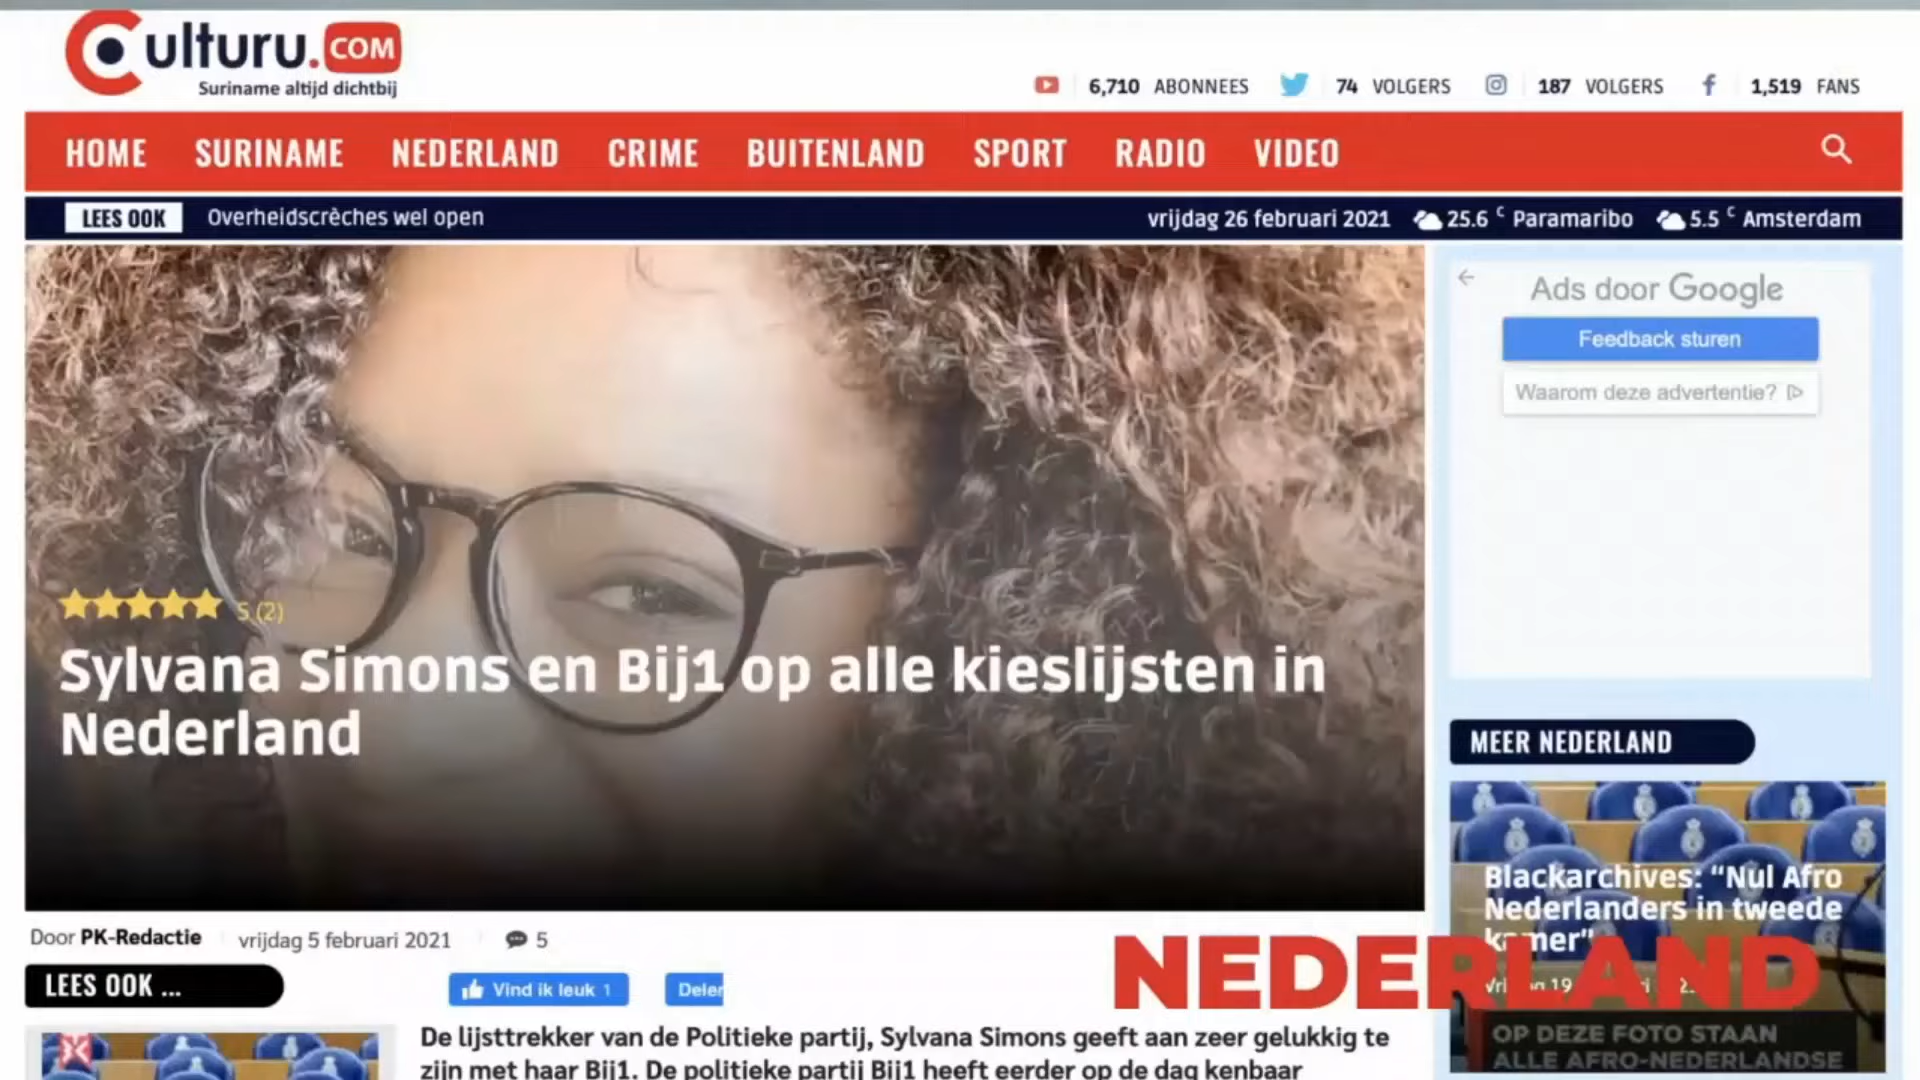 Culturu.COM
Suriname altijd dichtbij
6,710 ABONNEES 74 VOLGERS 187 VOLGERS 1,519 FANS
HOME SURINAME NEDERLAND CRIME BUITENLAND SPORT RADIO VIDEO
LEES OOK Overheidscrèches wel open vrijdag 26 februari 2021 25.6 C Paramaribo 5.5 C Amsterdam
Ads door Google
Feedback sturen
Waarom deze advertentie?
5 (2)
Sylvana Simons en Bij1 op alle kieslijsten in
Nederland
MEER NEDERLAND
Blackarchives: “Nul Afro
Nederlanders in tweede
kamer”
Door PK-Redactie vrijdag 5 februari 2021 5
NEDERLAND
LEES OOK ...
Vind ik leuk 1
OP DEZE FOTO STAAN
ALLE AFRO-NEDERLANDSE
De lijsttrekker van de Politieke partij, Sylvana Simons geeft aan zeer gelukkig te
zijn met haar Bij1. De politieke partij Bij1 heeft eerder op de dag kenbaar